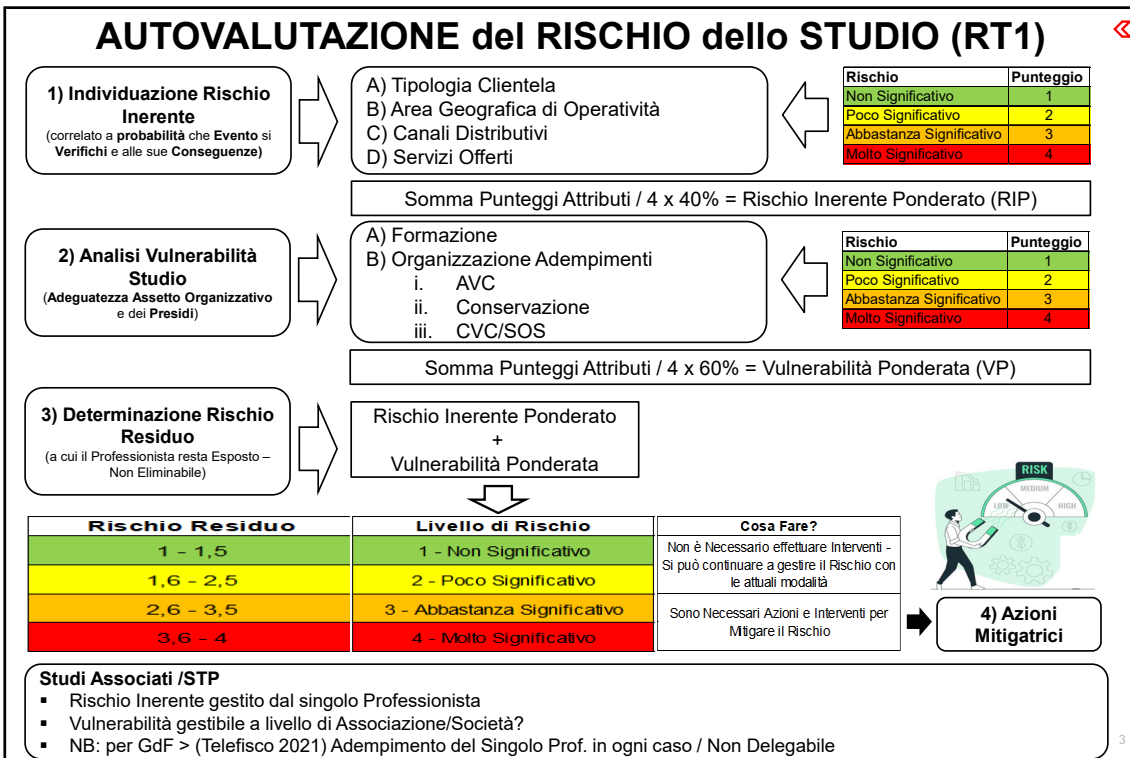 AUTOVALUTAZIONE del RISCHIO dello STUDIO (RT1)
1) Individuazione Rischio
Inerente
(correlato a probabilità che Evento si
Verifichi e alle sue Conseguenze)
A) Tipologia Clientela
B) Area Geografica di Operatività
C) Canali Distributivi
D) Servizi Offerti
Rischio Punteggio
Non Significativo 1
Poco Significativo 2
Abbastanza Significativo 3
Molto Significativo 4
Somma Punteggi Attributi / 4 x 40% = Rischio Inerente Ponderato (RIP)
2) Analisi Vulnerabilità
Studio
(Adeguatezza Assetto Organizzativo
e dei Presidi)
A) Formazione
B) Organizzazione Adempimenti
i. AVC
ii. Conservazione
iii. CVC/SOS
Rischio Punteggio
Non Significativo 1
Poco Significativo 2
Abbastanza Significativo 3
Molto Significativo 4
Somma Punteggi Attributi / 4 x 60% = Vulnerabilità Ponderata (VP)
3) Determinazione Rischio
Residuo
(a cui il Professionista resta Esposto –
Non Eliminabile)
Rischio Inerente Ponderato
+
Vulnerabilità Ponderata
RISK
MEDIUM
LOW
HIGH
Rischio Residuo Livello di Rischio Cosa Fare?
1 - 1,5 1 - Non Significativo
1,6 - 2,5 2 - Poco Significativo
Non è Necessario effettuare Interventi -
Si può continuare a gestire il Rischio con
le attuali modalità
2,6 - 3,5 3 - Abbastanza Significativo
3,6 - 4 4 - Molto Significativo
Sono Necessari Azioni e Interventi per
Mitigare il Rischio
4) Azioni
Mitigatrici
Studi Associati /STP
▪ Rischio Inerente gestito dal singolo Professionista
▪ Vulnerabilità gestibile a livello di Associazione/Società?
▪ NB: per GdF > (Telefisco 2021) Adempimento del Singolo Prof. in ogni caso / Non Delegabile
3